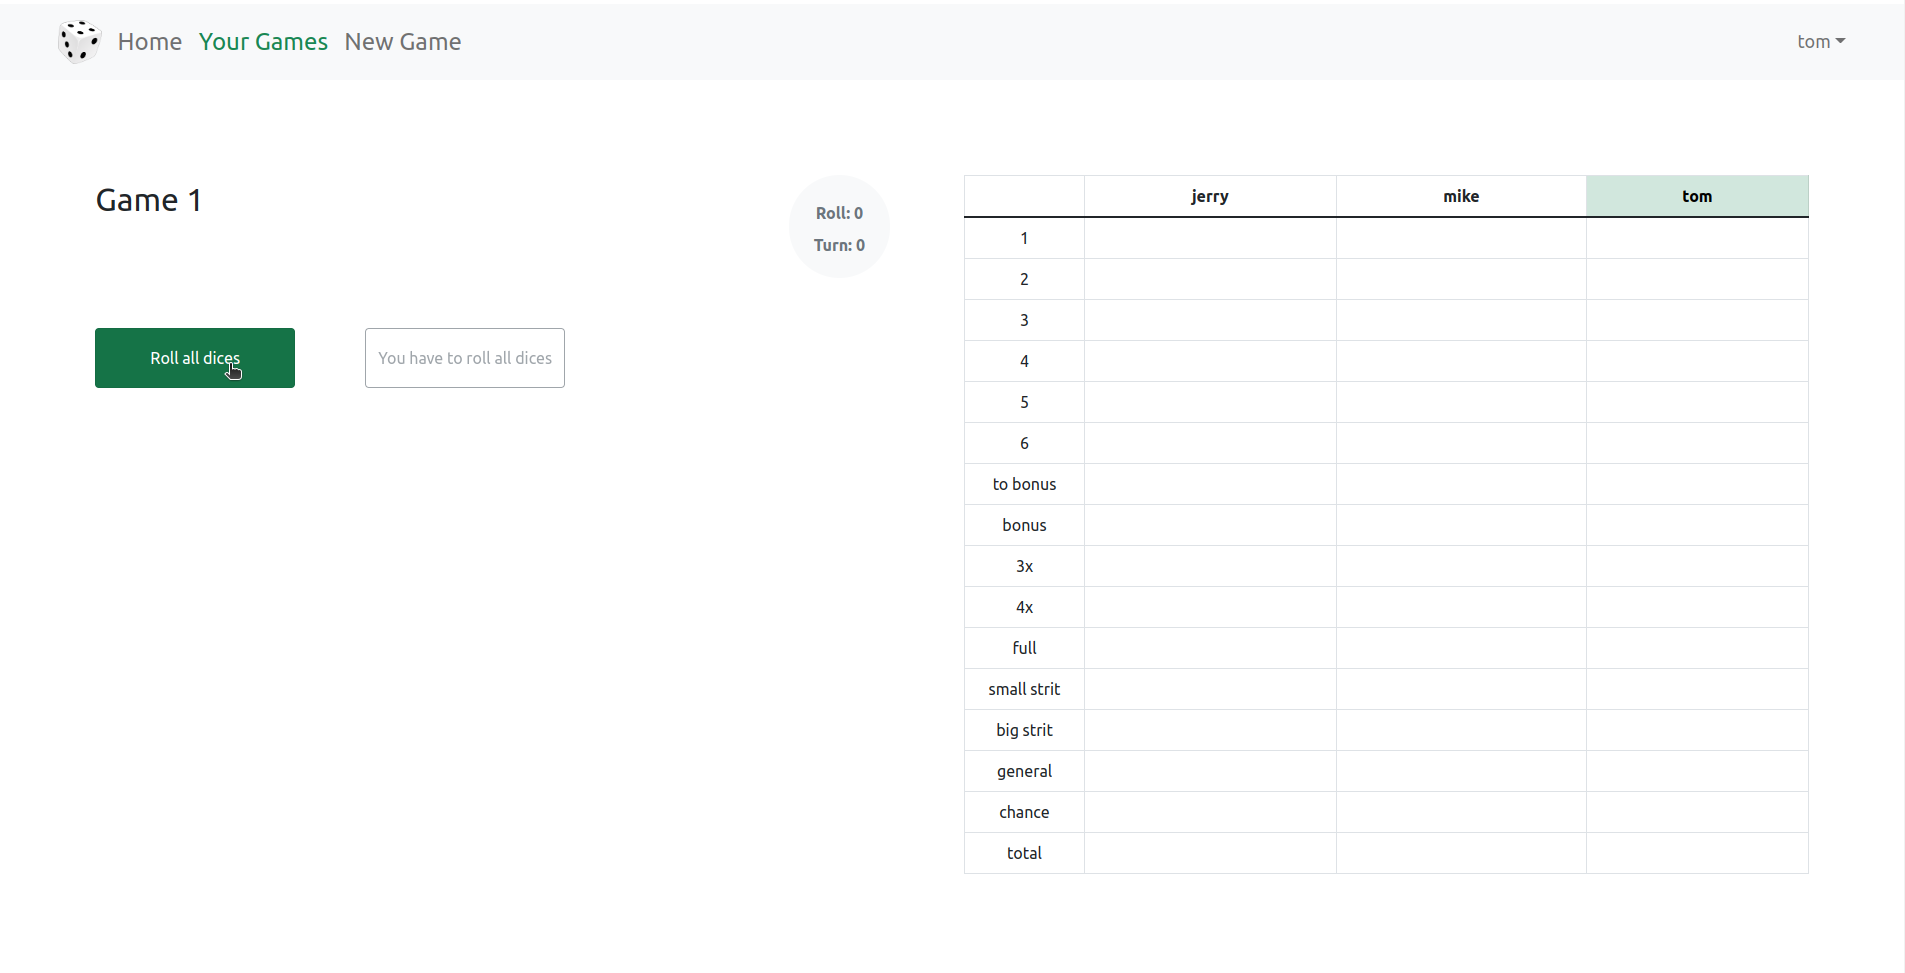 Home Your Games New Game tom
Game 1
Roll: 0
Turn: 0
Roll all dices You have to roll all dices
jerry mike tom
1
2
3
4
5
6
to bonus
bonus
3x
4x
full
small strit
big strit
general
chance
total